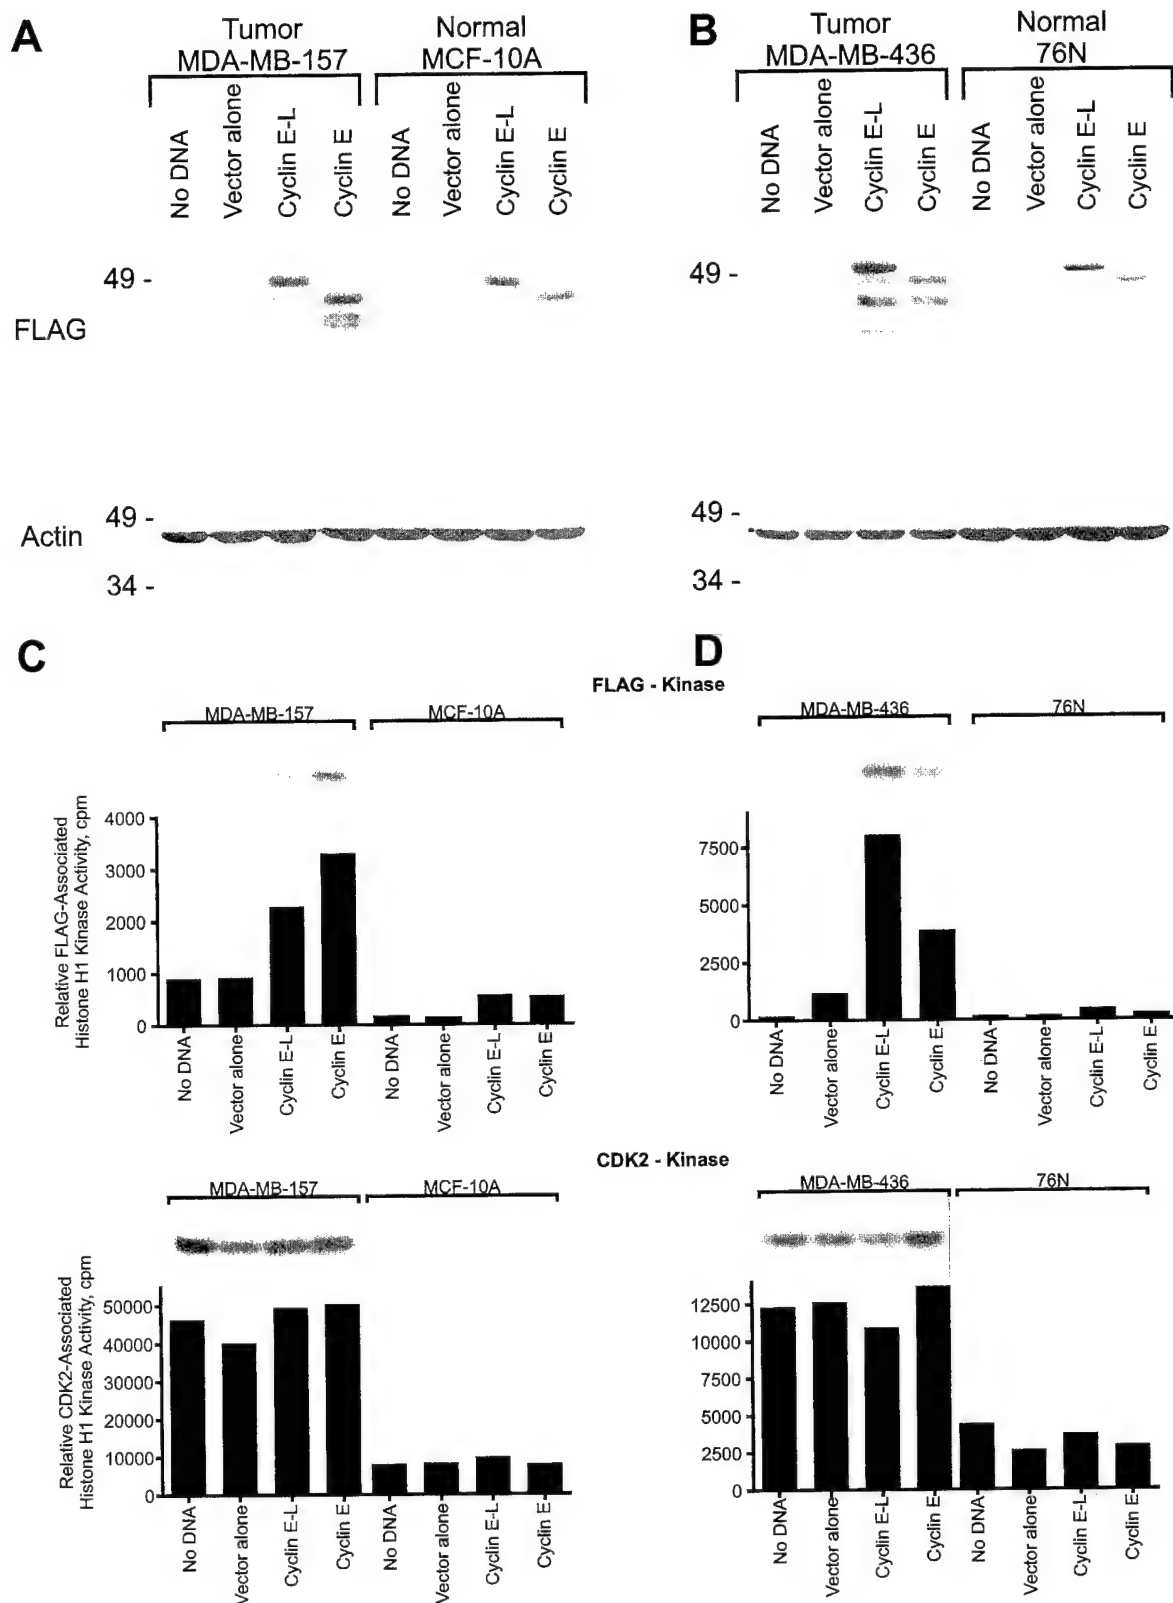 A
Tumor
MDA-MB-157
Normal
MCF-10A
No DNA
Vector alone
Cyclin E-L
Cyclin E
No DNA
Vector alone
Cyclin E-L
Cyclin E
49 -
FLAG
Actin
49 -
34 -
B
Tumor
MDA-MB-436
Normal
76N
No DNA
Vector alone
Cyclin E-L
Cyclin E
No DNA
Vector alone
Cyclin E-L
Cyclin E
49 -
49 -
34 -
C
D
FLAG - Kinase
MDA-MB-157
MCF-10A
Relative FLAG-Associated
Histone H1 Kinase Activity, cpm
4000
3000
2000
1000
0
No DNA
Vector alone
Cyclin E-L
Cyclin E
No DNA
Vector alone
Cyclin E-L
Cyclin E
MDA-MB-436
76N
7500
5000
2500
0
No DNA
Vector alone
Cyclin E-L
Cyclin E
No DNA
Vector alone
Cyclin E-L
Cyclin E
CDK2 - Kinase
MDA-MB-157
MCF-10A
Relative CDK2-Associated
Histone H1 Kinase Activity, cpm
50000
40000
30000
20000
10000
0
No DNA
Vector alone
Cyclin E-L
Cyclin E
No DNA
Vector alone
Cyclin E-L
Cyclin E
MDA-MB-436
76N
12500
10000
7500
5000
2500
0
No DNA
Vector alone
Cyclin E-L
Cyclin E
No DNA
Vector alone
Cyclin E-L
Cyclin E